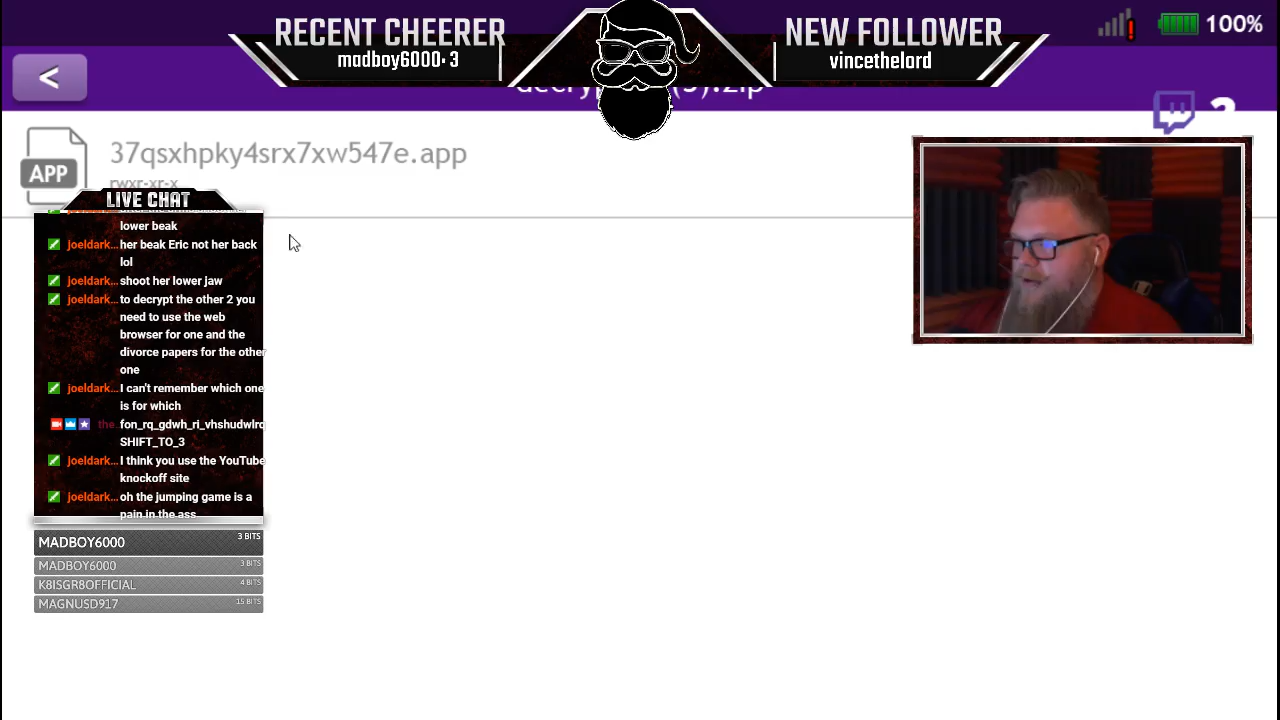 RECENT CHEERER
madboy6000· 3
NEW FOLLOWER
vincethelord
100%
<
37qsxhpky4srx7xw547e.app
APP
rwxr-xr-x
LIVE CHAT
lower beak
joeldark... her beak Eric not her back
lol
joeldark... shoot her lower jaw
joeldark... to decrypt the other 2 you
need to use the web
browser for one and the
divorce papers for the other
one
joeldark... I can't remember which one
is for which
the.. fon_rq_gdwh_ri_vhshudwlrq
SHIFT_TO_3
joeldark... I think you use the YouTube
knockoff site
joeldark... oh the jumping game is a
pain in the ass
MADBOY6000 3 BITS
MADBOY6000 3 BITS
K8ISGR8OFFICIAL 4 BITS
MAGNUSD917 15 BITS